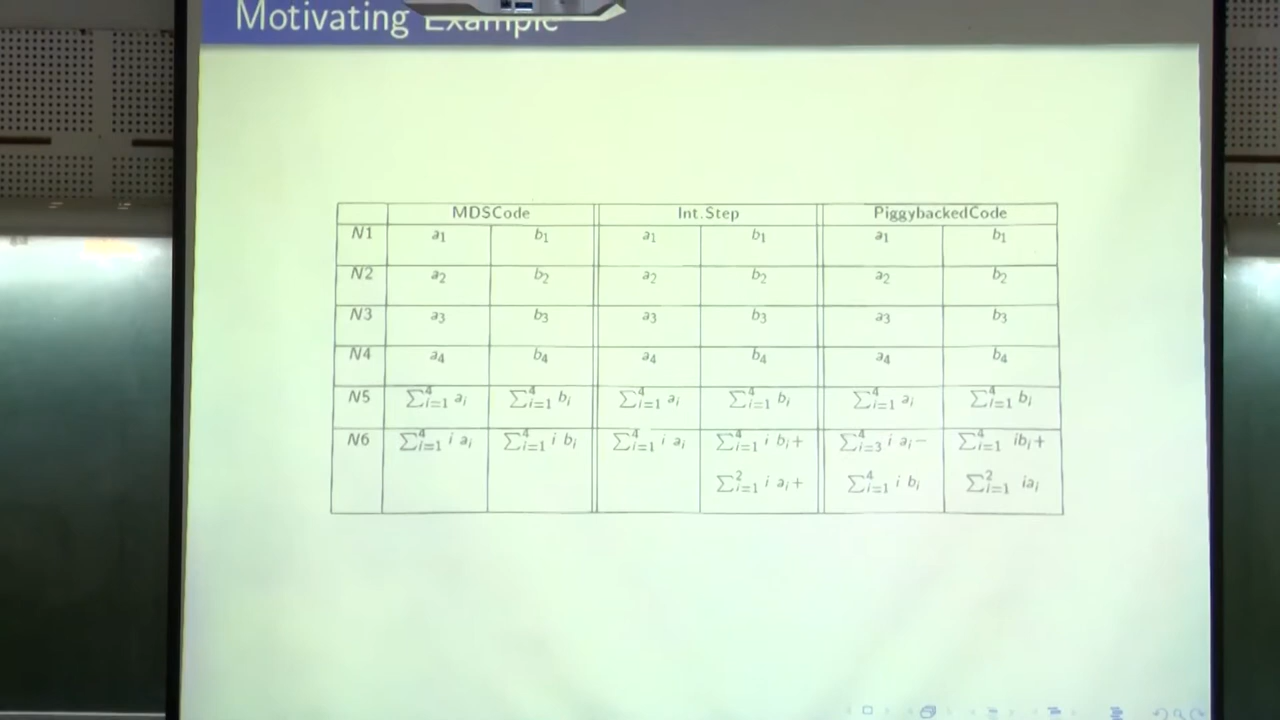 Motivating Example
MDSCode Int.Step PiggybackedCode
N1 a₁ b₁ a₁ b₁ a₁ b₁
N2 a₂ b₂ a₂ b₂ a₂ b₂
N3 a₃ b₃ a₃ b₃ a₃ b₃
N4 a₄ b₄ a₄ b₄ a₄ b₄
N5 ∑⁴ᵢ₌₁ aᵢ ∑⁴ᵢ₌₁ bᵢ ∑⁴ᵢ₌₁ aᵢ ∑⁴ᵢ₌₁ bᵢ ∑⁴ᵢ₌₁ aᵢ ∑⁴ᵢ₌₁ bᵢ
N6 ∑⁴ᵢ₌₁ i aᵢ ∑⁴ᵢ₌₁ i bᵢ ∑⁴ᵢ₌₁ i aᵢ ∑⁴ᵢ₌₁ i bᵢ+ ∑⁴ᵢ₌₃ i aᵢ− ∑⁴ᵢ₌₁ ibᵢ+
∑²ᵢ₌₁ i aᵢ+ ∑⁴ᵢ₌₁ i bᵢ ∑²ᵢ₌₁ iaᵢ